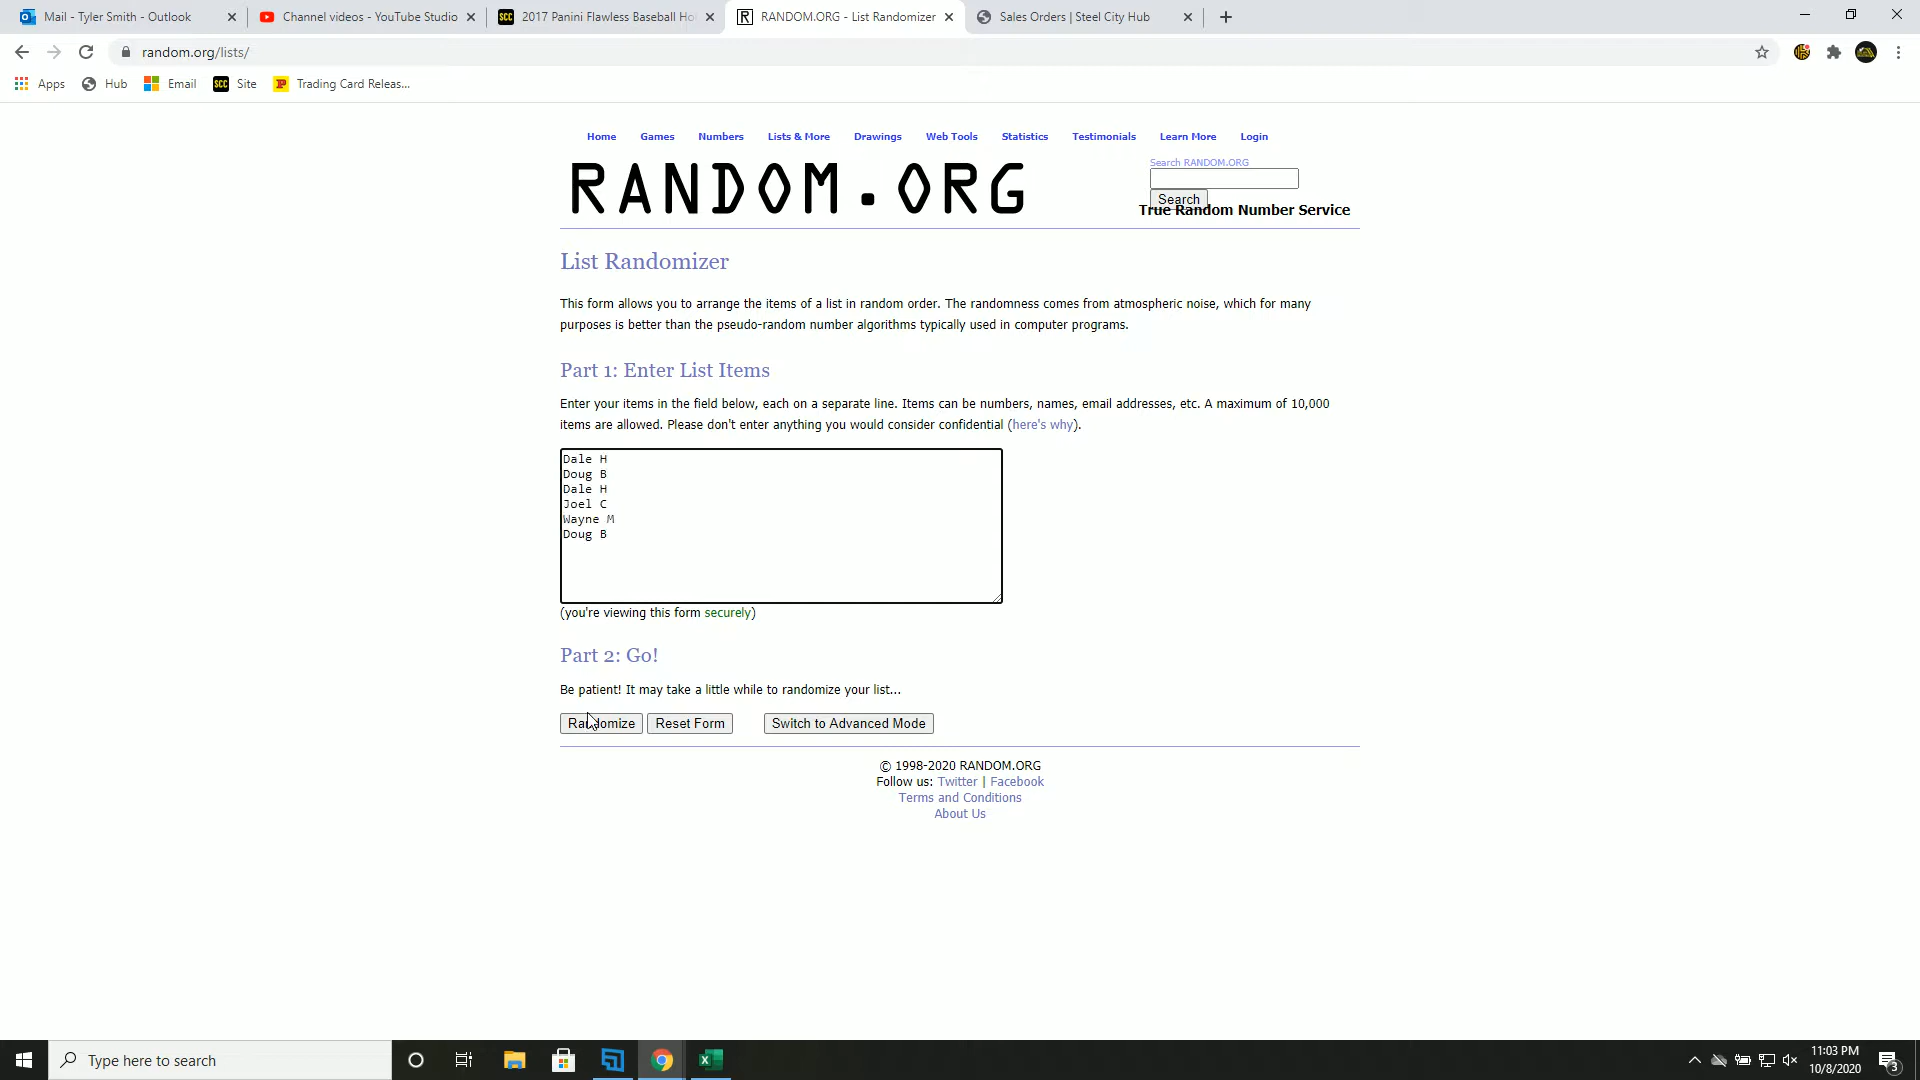 Mail - Tyler Smith - Outlook
Channel videos - YouTube Studio
SCC
2017 Panini Flawless Baseball Ho
R
RANDOM.ORG - List Randomizer
Sales Orders | Steel City Hub
random.org/lists/
Apps
Hub
Email
SCC
Site
Trading Card Releas...
Home
Games
Numbers
Lists & More
Drawings
Web Tools
Statistics
Testimonials
Learn More
Login
RANDOM.ORG
Search RANDOM.ORG
Search
True Random Number Service
List Randomizer
This form allows you to arrange the items of a list in random order. The randomness comes from atmospheric noise, which for many
purposes is better than the pseudo-random number algorithms typically used in computer programs.
Part 1: Enter List Items
Enter your items in the field below, each on a separate line. Items can be numbers, names, email addresses, etc. A maximum of 10,000
items are allowed. Please don't enter anything you would consider confidential (here's why).
Dale H
Doug B
Dale H
Joel C
Wayne M
Doug B
(you're viewing this form securely)
Part 2: Go!
Be patient! It may take a little while to randomize your list...
Randomize
Reset Form
Switch to Advanced Mode
© 1998-2020 RANDOM.ORG
Follow us: Twitter | Facebook
Terms and Conditions
About Us
Type here to search
11:03 PM
10/8/2020
3